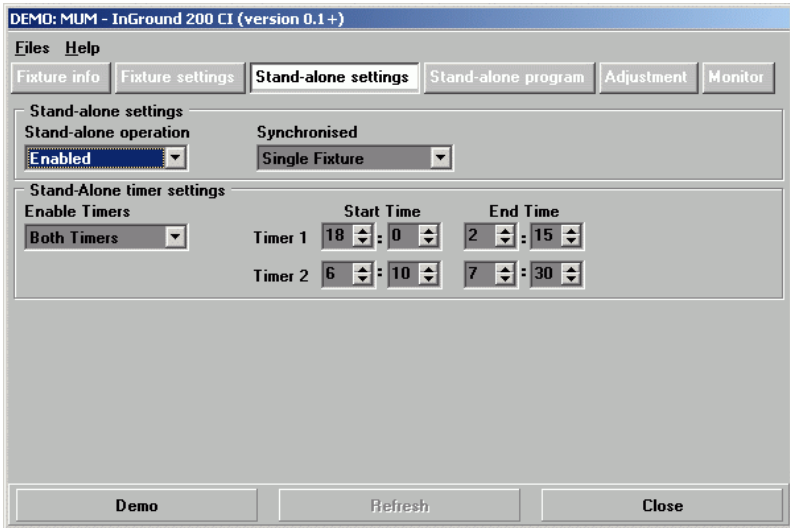 DEMO: MUM - InGround 200 CI (version 0.1+)
Files Help
Fixture info Fixture settings Stand-alone settings Stand-alone program Adjustment Monitor
Stand-alone settings
Stand-alone operation Synchronised
Enabled Single Fixture
Stand-Alone timer settings
Enable Timers Start Time End Time
Both Timers Timer 1 18 : 0 2 : 15
Timer 2 6 : 10 7 : 30
Demo Refresh Close